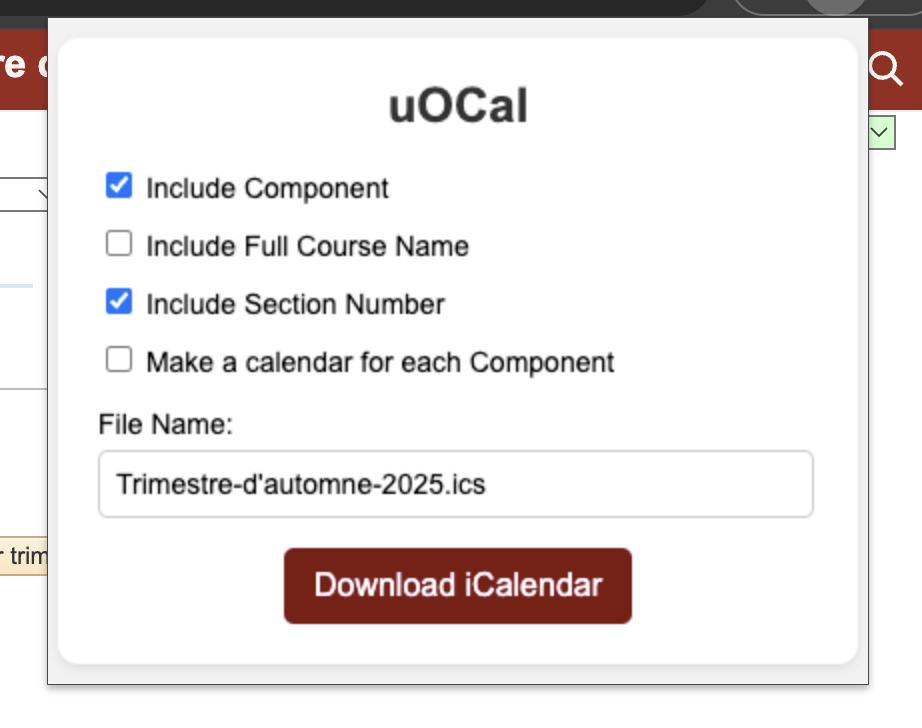 re
uOCal
Include Component
Include Full Course Name
Include Section Number
Make a calendar for each Component
File Name:
Trimestre-d'automne-2025.ics
r trim
Download iCalendar